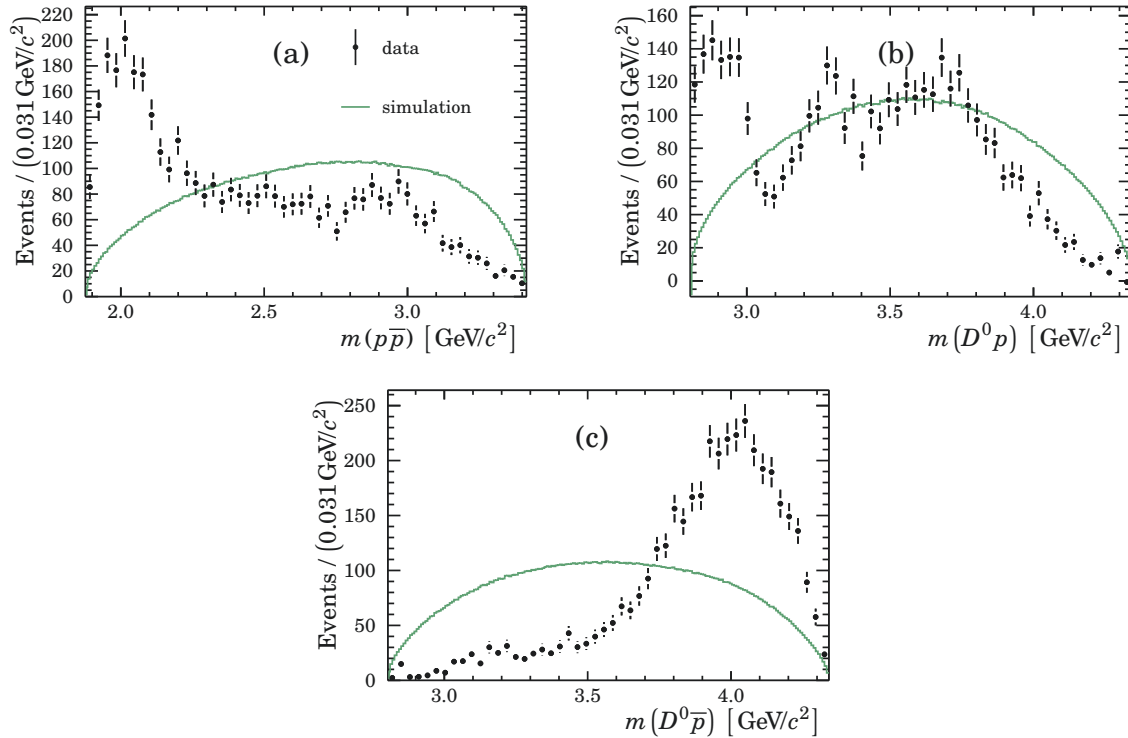 220
200
180
160
140
120
100
80
60
40
20
0
Events / (0.031 GeV/c²)
(a)
data
simulation
2.0 2.5 3.0
m(pp̅) [GeV/c²]
160
140
120
100
80
60
40
20
0
Events / (0.031 GeV/c²)
(b)
3.0 3.5 4.0
m(D⁰p) [GeV/c²]
250
200
150
100
50
0
Events / (0.031 GeV/c²)
(c)
3.0 3.5 4.0
m(D⁰p̅) [GeV/c²]